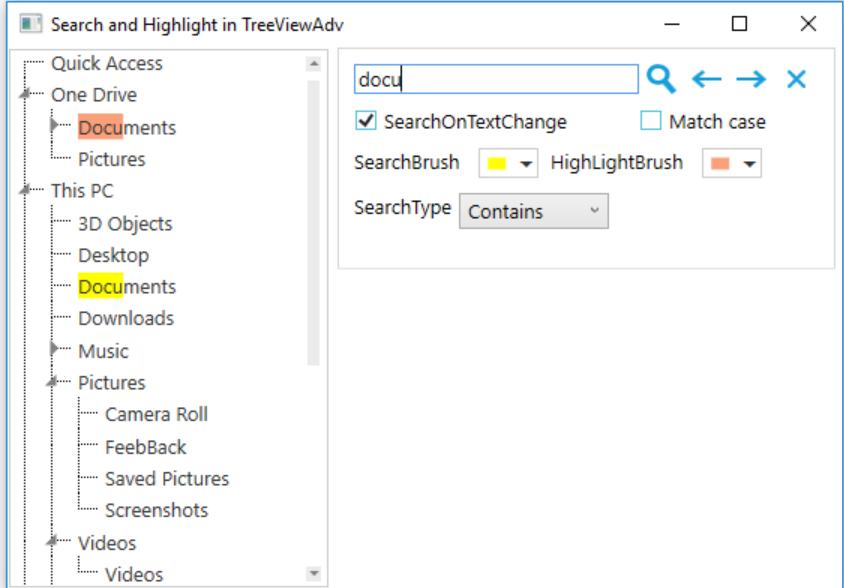 Search and Highlight in TreeViewAdv
Quick Access
One Drive
Documents
Pictures
This PC
3D Objects
Desktop
Documents
Downloads
Music
Pictures
Camera Roll
FeebBack
Saved Pictures
Screenshots
Videos
Videos
docu
SearchOnTextChange Match case
SearchBrush HighLightBrush
SearchType Contains